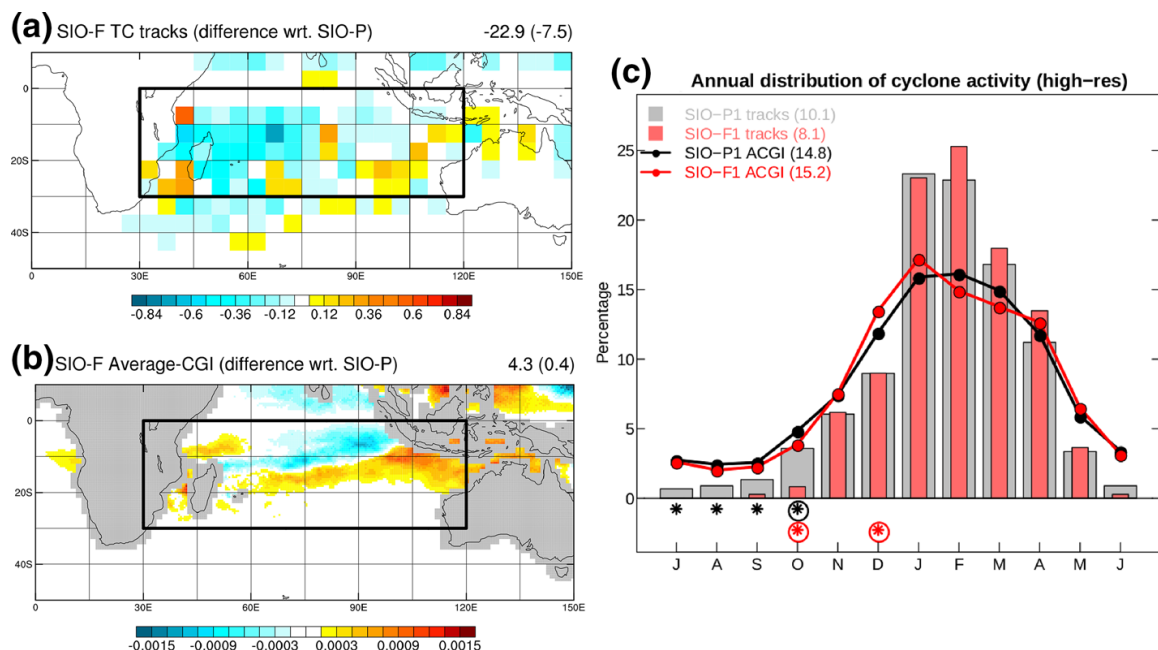 (a) SIO-F TC tracks (difference wrt. SIO-P) -22.9 (-7.5)
0
20S
40S
0 30E 60E 90E 120E 150E
-0.84 -0.6 -0.36 -0.12 0.12 0.36 0.6 0.84
(b) SIO-F Average-CGI (difference wrt. SIO-P) 4.3 (0.4)
0
20S
40S
0 30E 60E 90E 120E 150E
-0.0015 -0.0009 -0.0003 0.0003 0.0009 0.0015
(c) Annual distribution of cyclone activity (high−res)
SIO−P1 tracks (10.1)
SIO−F1 tracks (8.1)
SIO−P1 ACGI (14.8)
SIO−F1 ACGI (15.2)
Percentage
25
20
15
10
5
0
* * * *
* *
J A S O N D J F M A M J